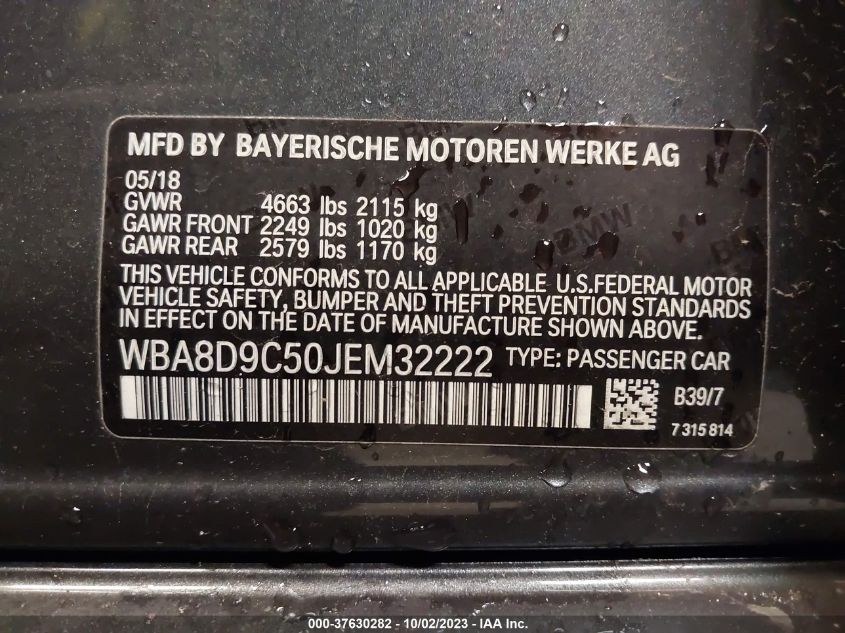 MFD BY BAYERISCHE MOTOREN WERKE AG
05/18
GVWR 4663 lbs 2115 kg
GAWR FRONT 2249 lbs 1020 kg
GAWR REAR 2579 lbs 1170 kg
THIS VEHICLE CONFORMS TO ALL APPLICABLE U.S.FEDERAL MOTOR
VEHICLE SAFETY, BUMPER AND THEFT PREVENTION STANDARDS
IN EFFECT ON THE DATE OF MANUFACTURE SHOWN ABOVE.
WBA8D9C50JEM32222 TYPE: PASSENGER CAR
B39/7
7 315 814
000-37630282 - 10/02/2023 - © IAA, Inc.